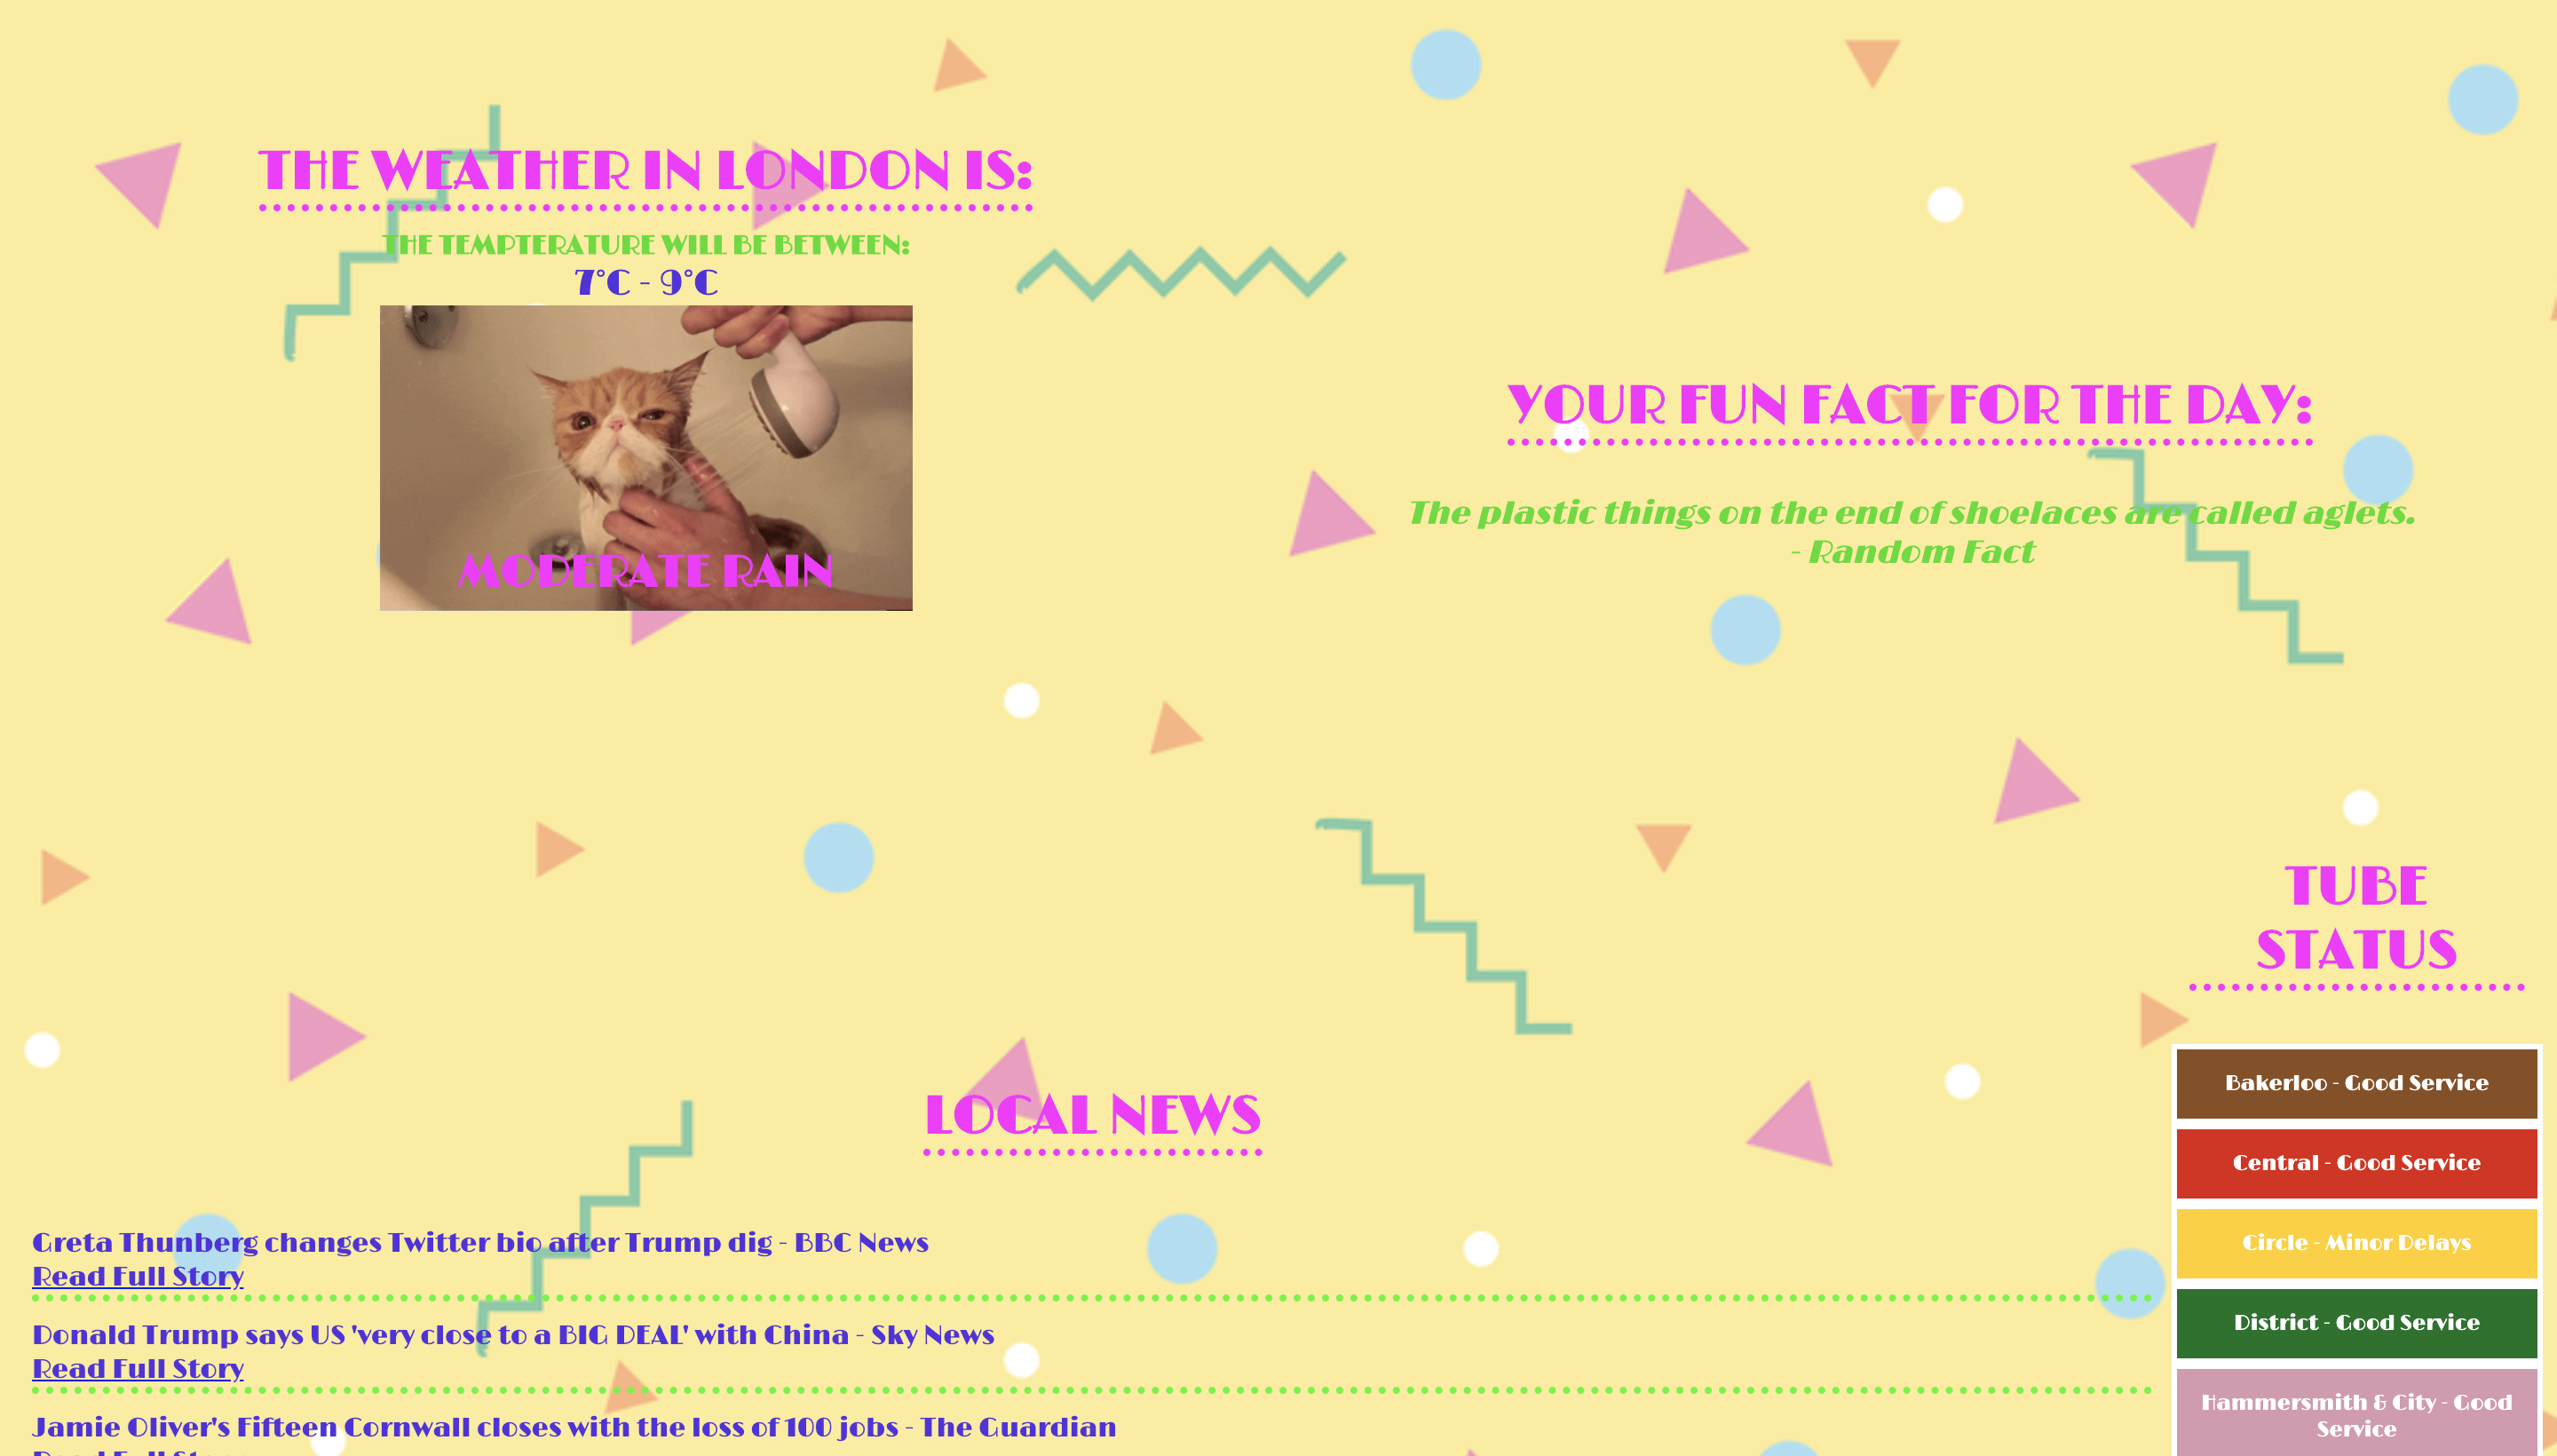 THE WEATHER IN LONDON IS:
THE TEMPTERATURE WILL BE BETWEEN:
7°C - 9°C
MODERATE RAIN
YOUR FUN FACT FOR THE DAY:
The plastic things on the end of shoelaces are called aglets.
- Random Fact
LOCAL NEWS
Greta Thunberg changes Twitter bio after Trump dig - BBC News
Read Full Story
Donald Trump says US 'very close to a BIG DEAL' with China - Sky News
Read Full Story
Jamie Oliver's Fifteen Cornwall closes with the loss of 100 jobs - The Guardian
Read Full Story
TUBE
STATUS
Bakerloo - Good Service
Central - Good Service
Circle - Minor Delays
District - Good Service
Hammersmith & City - Good
Service